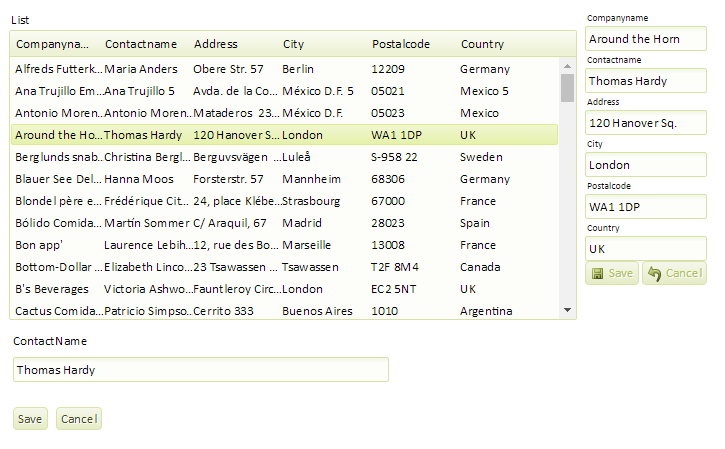 List
Companyna... Contactname Address City Postalcode Country
Alfreds Futterk... Maria Anders Obere Str. 57 Berlin 12209 Germany
Ana Trujillo Em... Ana Trujillo 5 Avda. de la Co... México D.F. 5 05021 Mexico 5
Antonio Moren... Antonio Moren... Mataderos 23... México D.F. 05023 Mexico
Around the Ho... Thomas Hardy 120 Hanover S... London WA1 1DP UK
Berglunds snab... Christina Bergl... Berguvsvägen ... Luleå S-958 22 Sweden
Blauer See Del... Hanna Moos Forsterstr. 57 Mannheim 68306 Germany
Blondel père e... Frédérique Cit... 24, place Klébe... Strasbourg 67000 France
Bólido Comida... Martín Sommer C/ Araquil, 67 Madrid 28023 Spain
Bon app' Laurence Lebih... 12, rue des Bo... Marseille 13008 France
Bottom-Dollar ... Elizabeth Linco... 23 Tsawassen ... Tsawassen T2F 8M4 Canada
B's Beverages Victoria Ashwo... Fauntleroy Circ... London EC2 5NT UK
Cactus Comida... Patricio Simpso... Cerrito 333 Buenos Aires 1010 Argentina
Companyname
Around the Horn
Contactname
Thomas Hardy
Address
120 Hanover Sq.
City
London
Postalcode
WA1 1DP
Country
UK
Save Cancel
ContactName
Thomas Hardy
Save Cancel